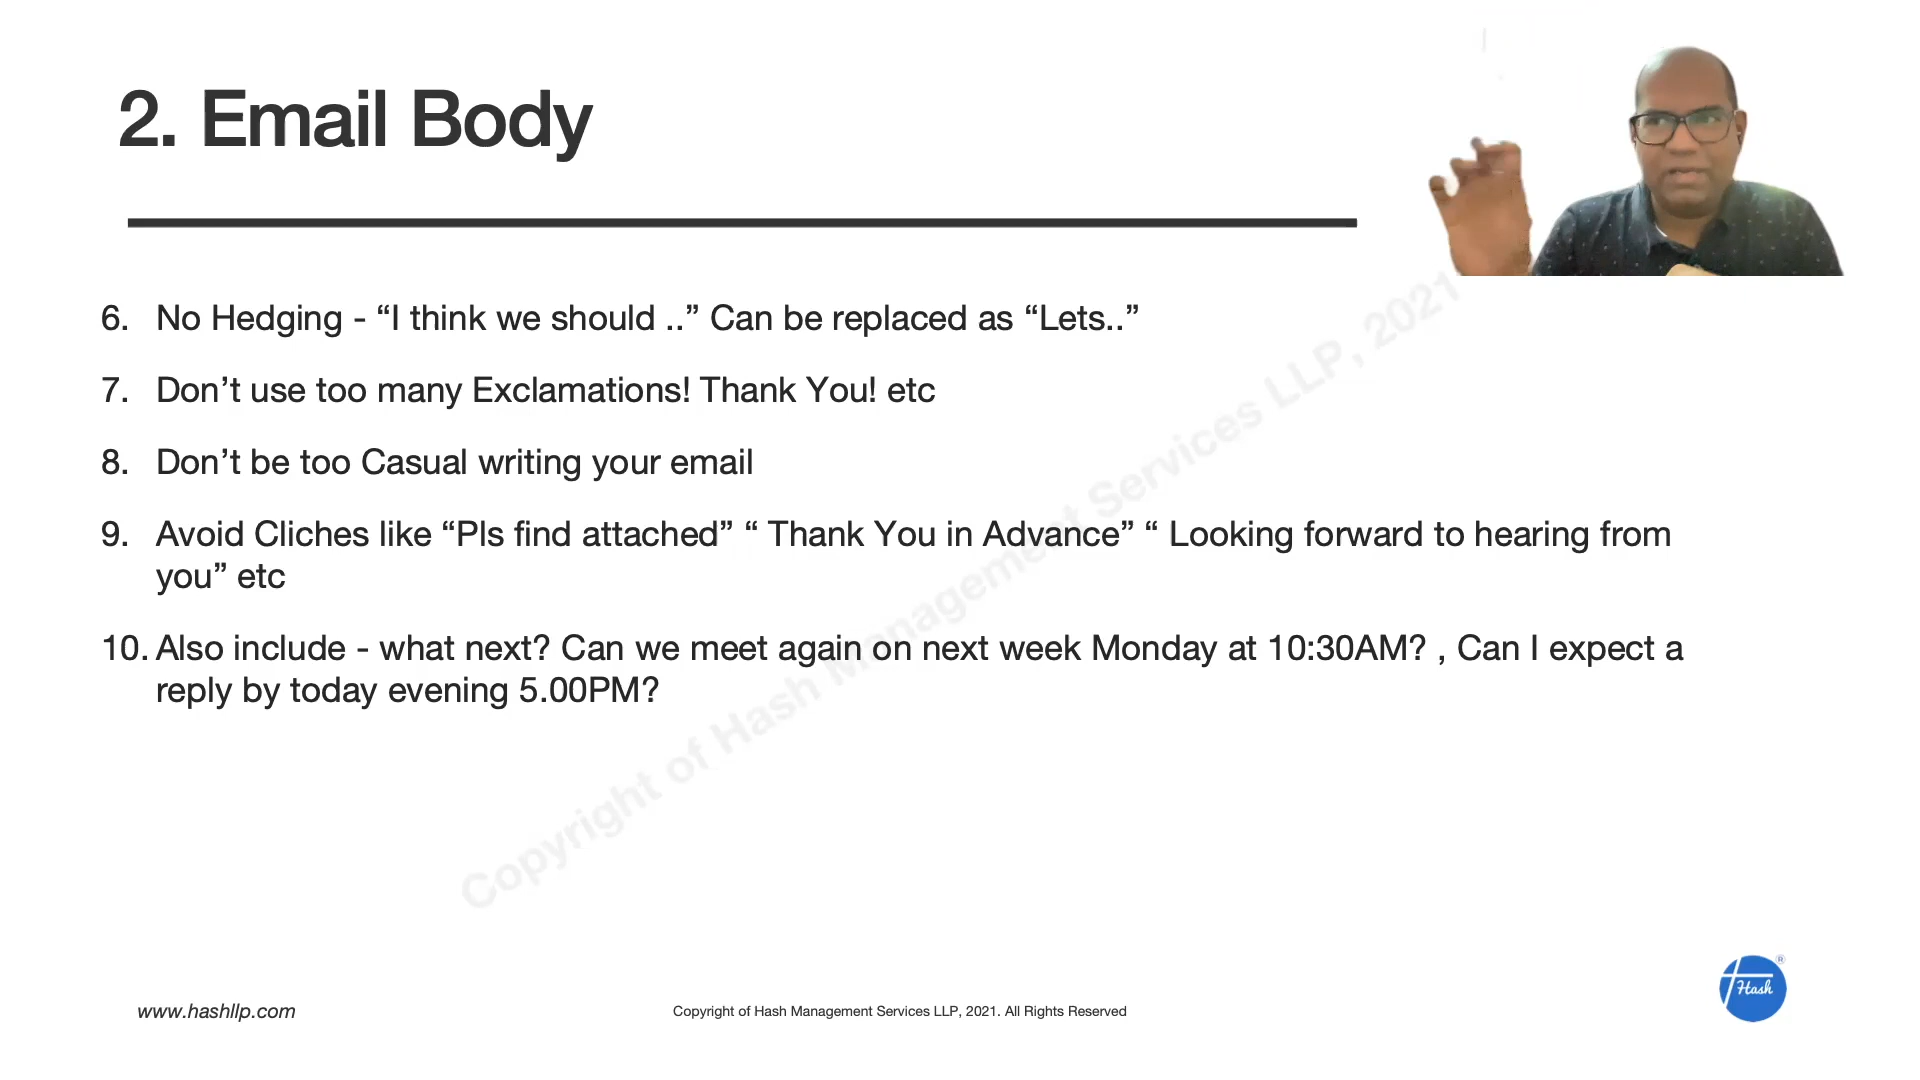 2. Email Body
6. No Hedging - “I think we should ..” Can be replaced as “Lets..”
7. Don’t use too many Exclamations! Thank You! etc
8. Don’t be too Casual writing your email
9. Avoid Cliches like “Pls find attached” “ Thank You in Advance” “ Looking forward to hearing from
you” etc
10. Also include - what next? Can we meet again on next week Monday at 10:30AM? , Can I expect a
reply by today evening 5.00PM?
Copyright of Hash Management Services LLP, 2021
www.hashllp.com
Copyright of Hash Management Services LLP, 2021. All Rights Reserved
Hash
®